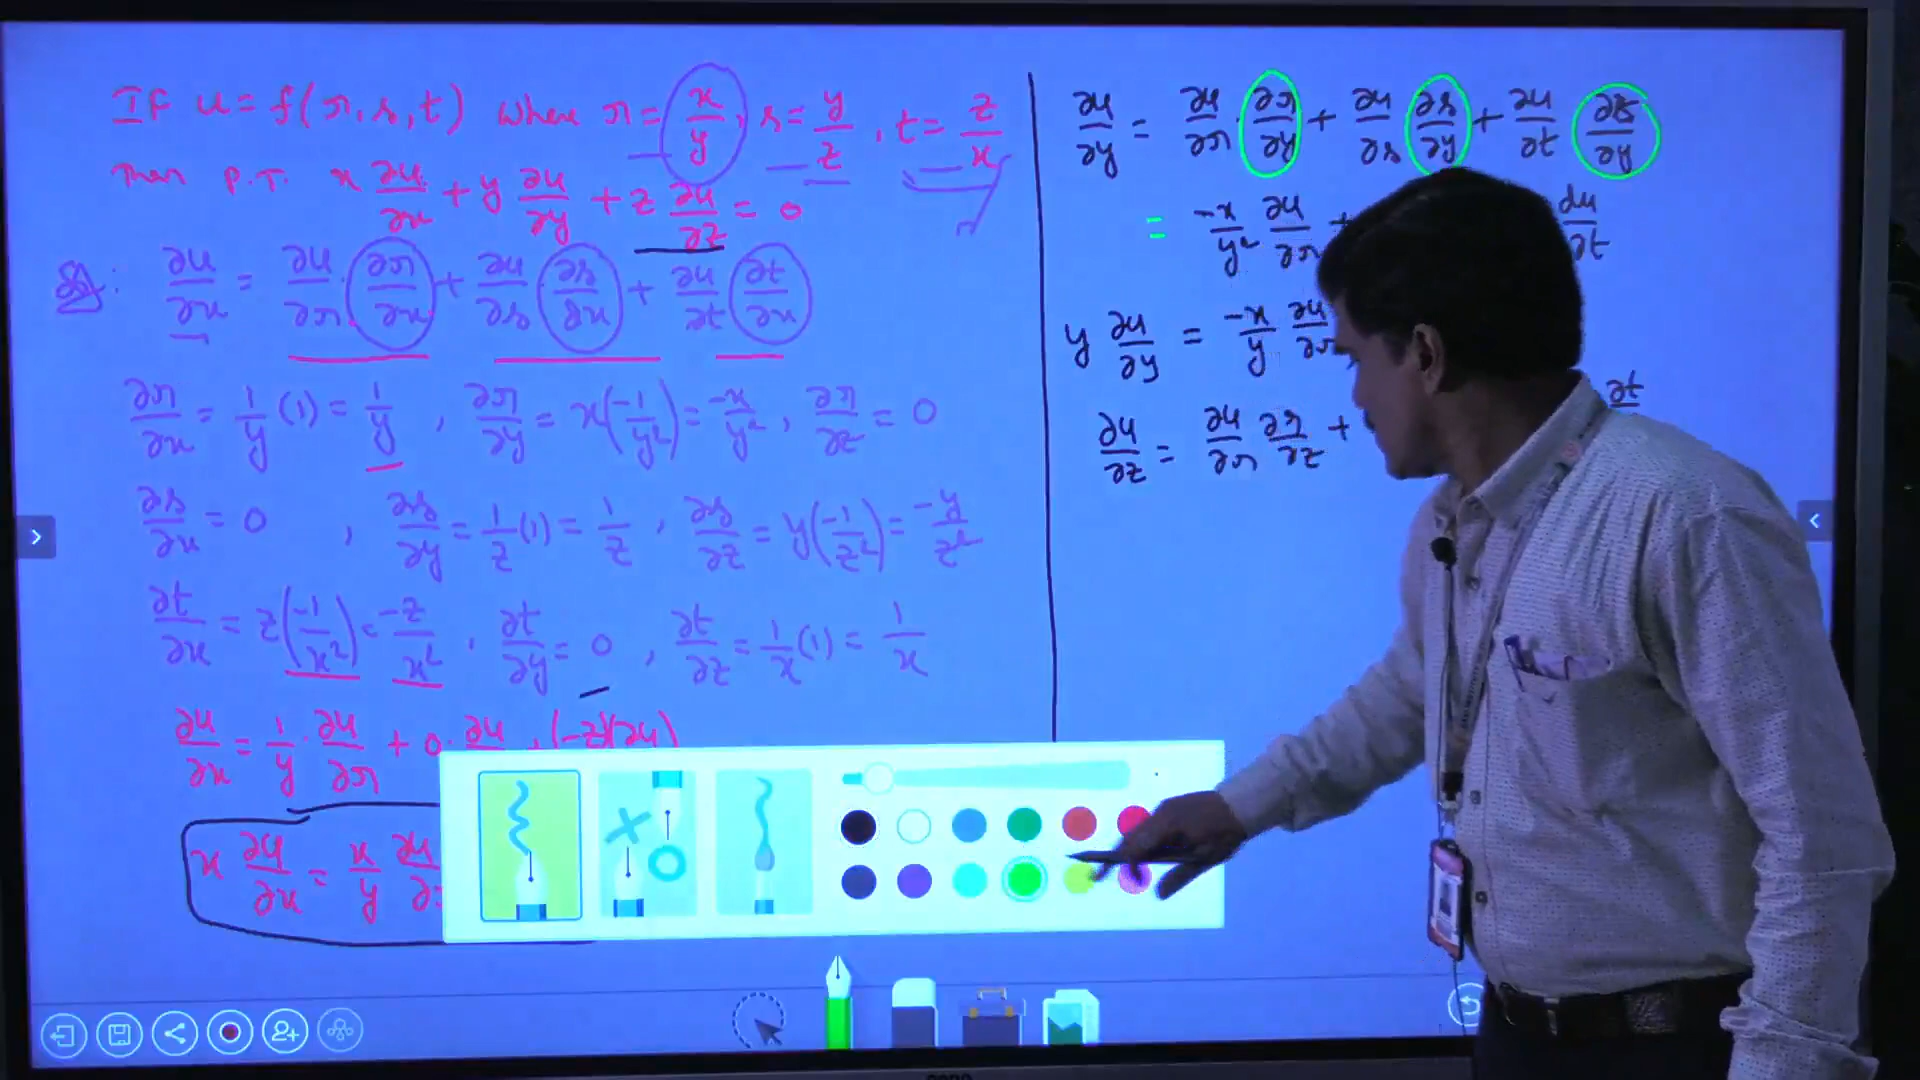 If u = f(r, s, t) where r = x/y, s = y/z, t = z/x
Then P.T. x ∂u/∂x + y ∂u/∂y + z ∂u/∂z = 0
Sol: ∂u/∂x = ∂u/∂r · ∂r/∂x + ∂u/∂s · ∂s/∂x + ∂u/∂t ∂t/∂x
∂r/∂x = 1/y (1) = 1/y , ∂r/∂y = x(-1/y²) = -x/y² , ∂r/∂z = 0
∂s/∂x = 0 , ∂s/∂y = 1/z (1) = 1/z , ∂s/∂z = y(-1/z²) = -y/z²
∂t/∂x = z(-1/x²) = -z/x² , ∂t/∂y = 0 , ∂t/∂z = 1/x (1) = 1/x
∂u/∂x = 1/y · ∂u/∂r + 0 ·
x ∂u/∂x = x/y
∂u/∂y = ∂u/∂r · ∂r/∂y + ∂u/∂s ∂s/∂y + ∂u/∂t ∂t/∂y
= -x/y² ∂u/∂r + ∂u/∂t
y ∂u/∂y = -x/y ∂u/∂r
∂u/∂z = ∂u/∂r ∂r/∂z + ∂t